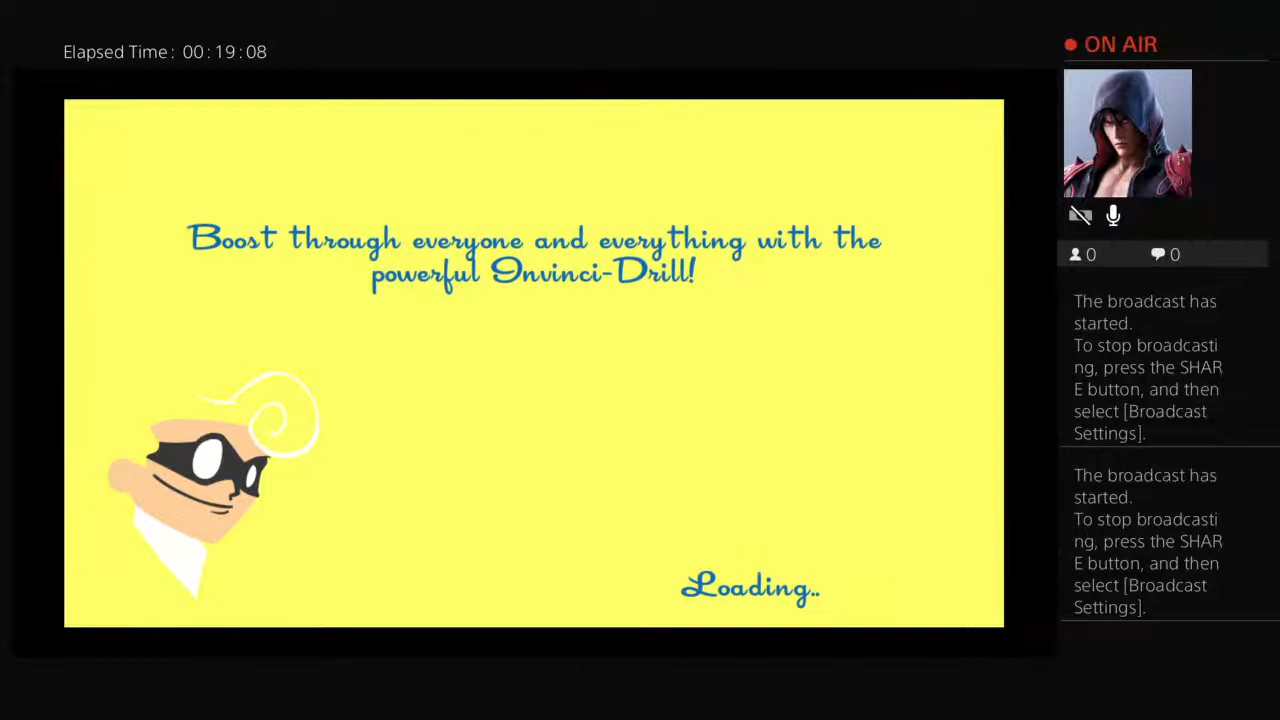 Elapsed Time: 00:19:08
ON AIR
Boost through everyone and everything with the
powerful Invinci-Drill!
Loading..
0 0
The broadcast has
started.
To stop broadcasti
ng, press the SHAR
E button, and then
select [Broadcast
Settings].
The broadcast has
started.
To stop broadcasti
ng, press the SHAR
E button, and then
select [Broadcast
Settings].